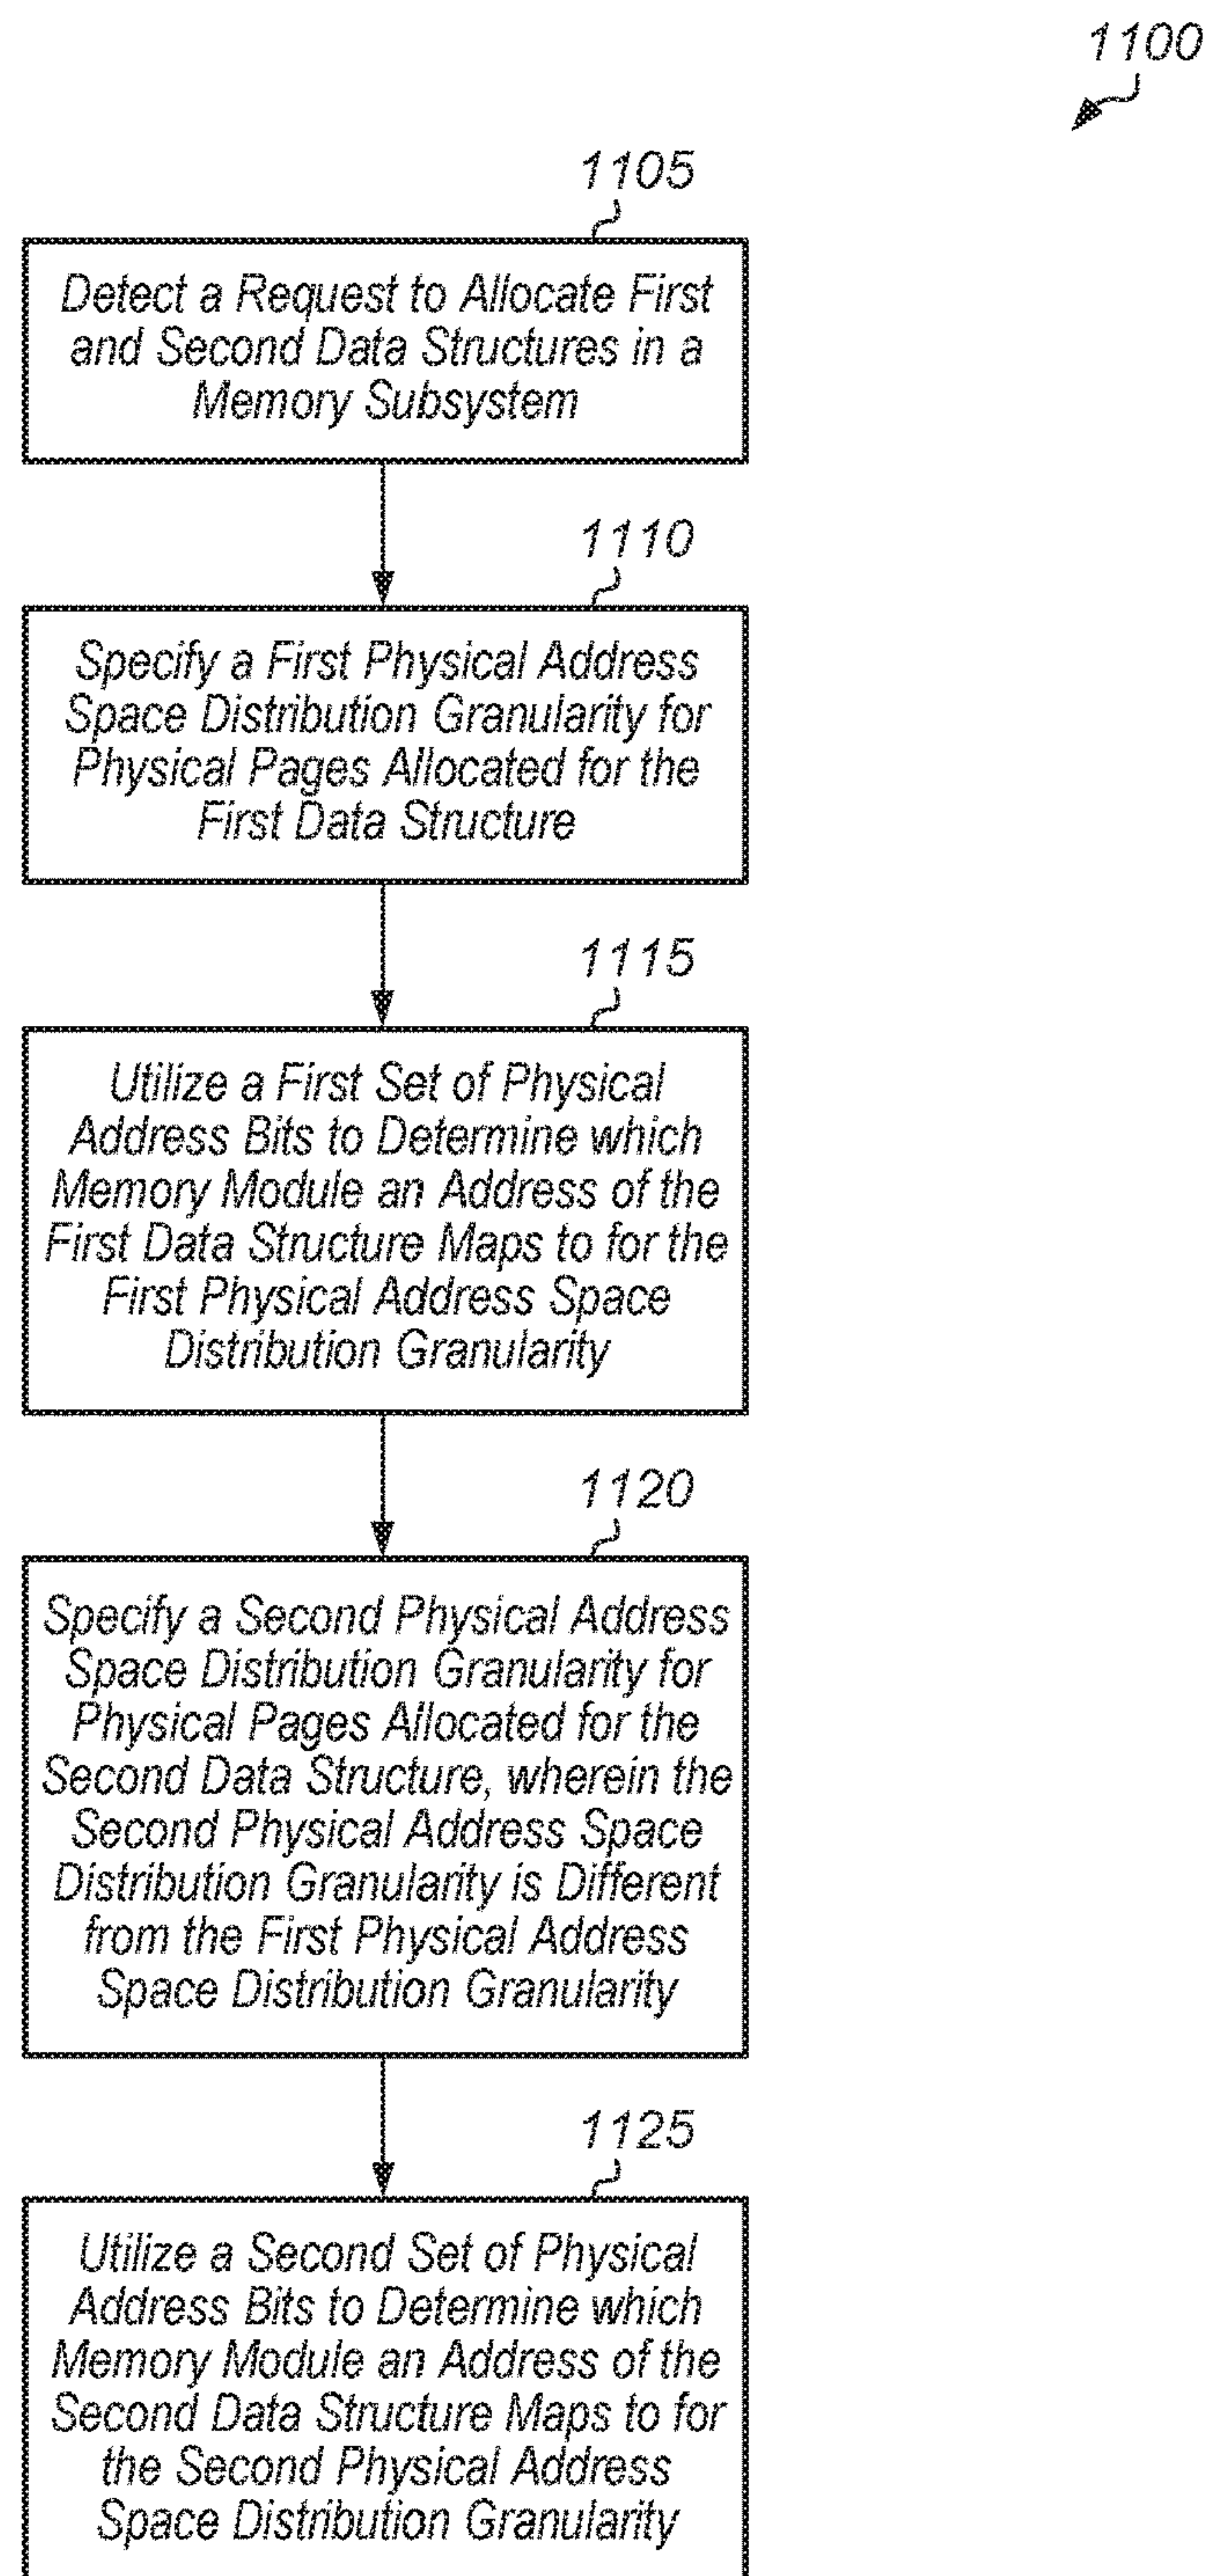 1100
1105
Detect a Request to Allocate First
and Second Data Structures in a
Memory Subsystem
1110
Specify a First Physical Address
Space Distribution Granularity for
Physical Pages Allocated for the
First Data Structure
1115
Utilize a First Set of Physical
Address Bits to Determine which
Memory Module an Address of the
First Data Structure Maps to for the
First Physical Address Space
Distribution Granularity
1120
Specify a Second Physical Address
Space Distribution Granularity for
Physical Pages Allocated for the
Second Data Structure, wherein the
Second Physical Address Space
Distribution Granularity is Different
from the First Physical Address
Space Distribution Granularity
1125
Utilize a Second Set of Physical
Address Bits to Determine which
Memory Module an Address of the
Second Data Structure Maps to for
the Second Physical Address
Space Distribution Granularity